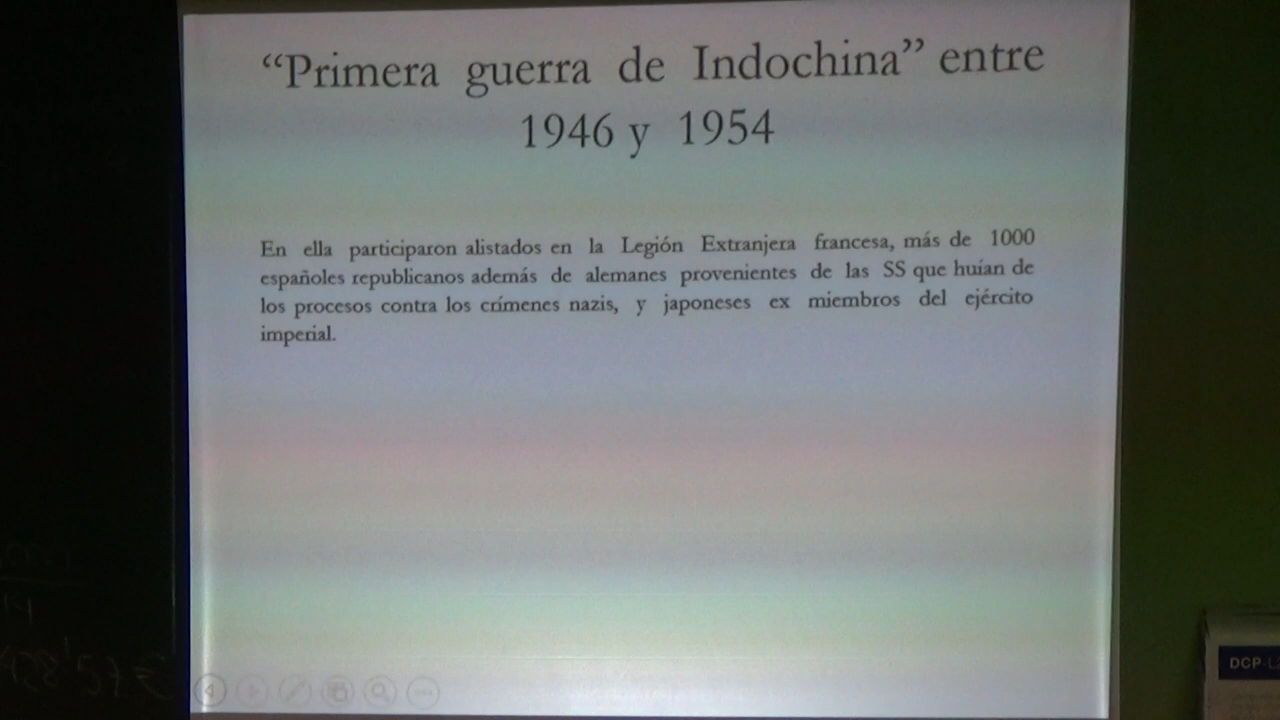 “Primera guerra de Indochina” entre
1946 y 1954
En ella participaron alistados en la Legión Extranjera francesa, más de 1000
españoles republicanos además de alemanes provenientes de las SS que huían de
los procesos contra los crímenes nazis, y japoneses ex miembros del ejército
imperial.
DCP-L